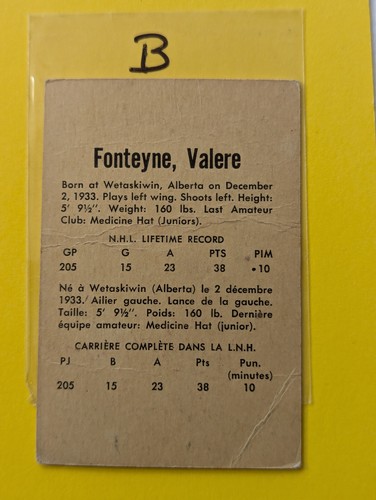 B
Fonteyne, Valere
Born at Wetaskiwin, Alberta on December
2, 1933. Plays left wing. Shoots left. Height:
5' 9½". Weight: 160 lbs. Last Amateur
Club: Medicine Hat (Juniors).
N.H.L. LIFETIME RECORD
GP G A PTS PIM
205 15 23 38 • 10
Né à Wetaskiwin (Alberta) le 2 décembre
1933. Ailier gauche. Lance de la gauche.
Taille: 5' 9½". Poids: 160 lb. Dernière
équipe amateur: Medicine Hat (junior).
CARRIÈRE COMPLÈTE DANS LA L.N.H.
PJ B A Pts Pun.
(minutes)
205 15 23 38 10